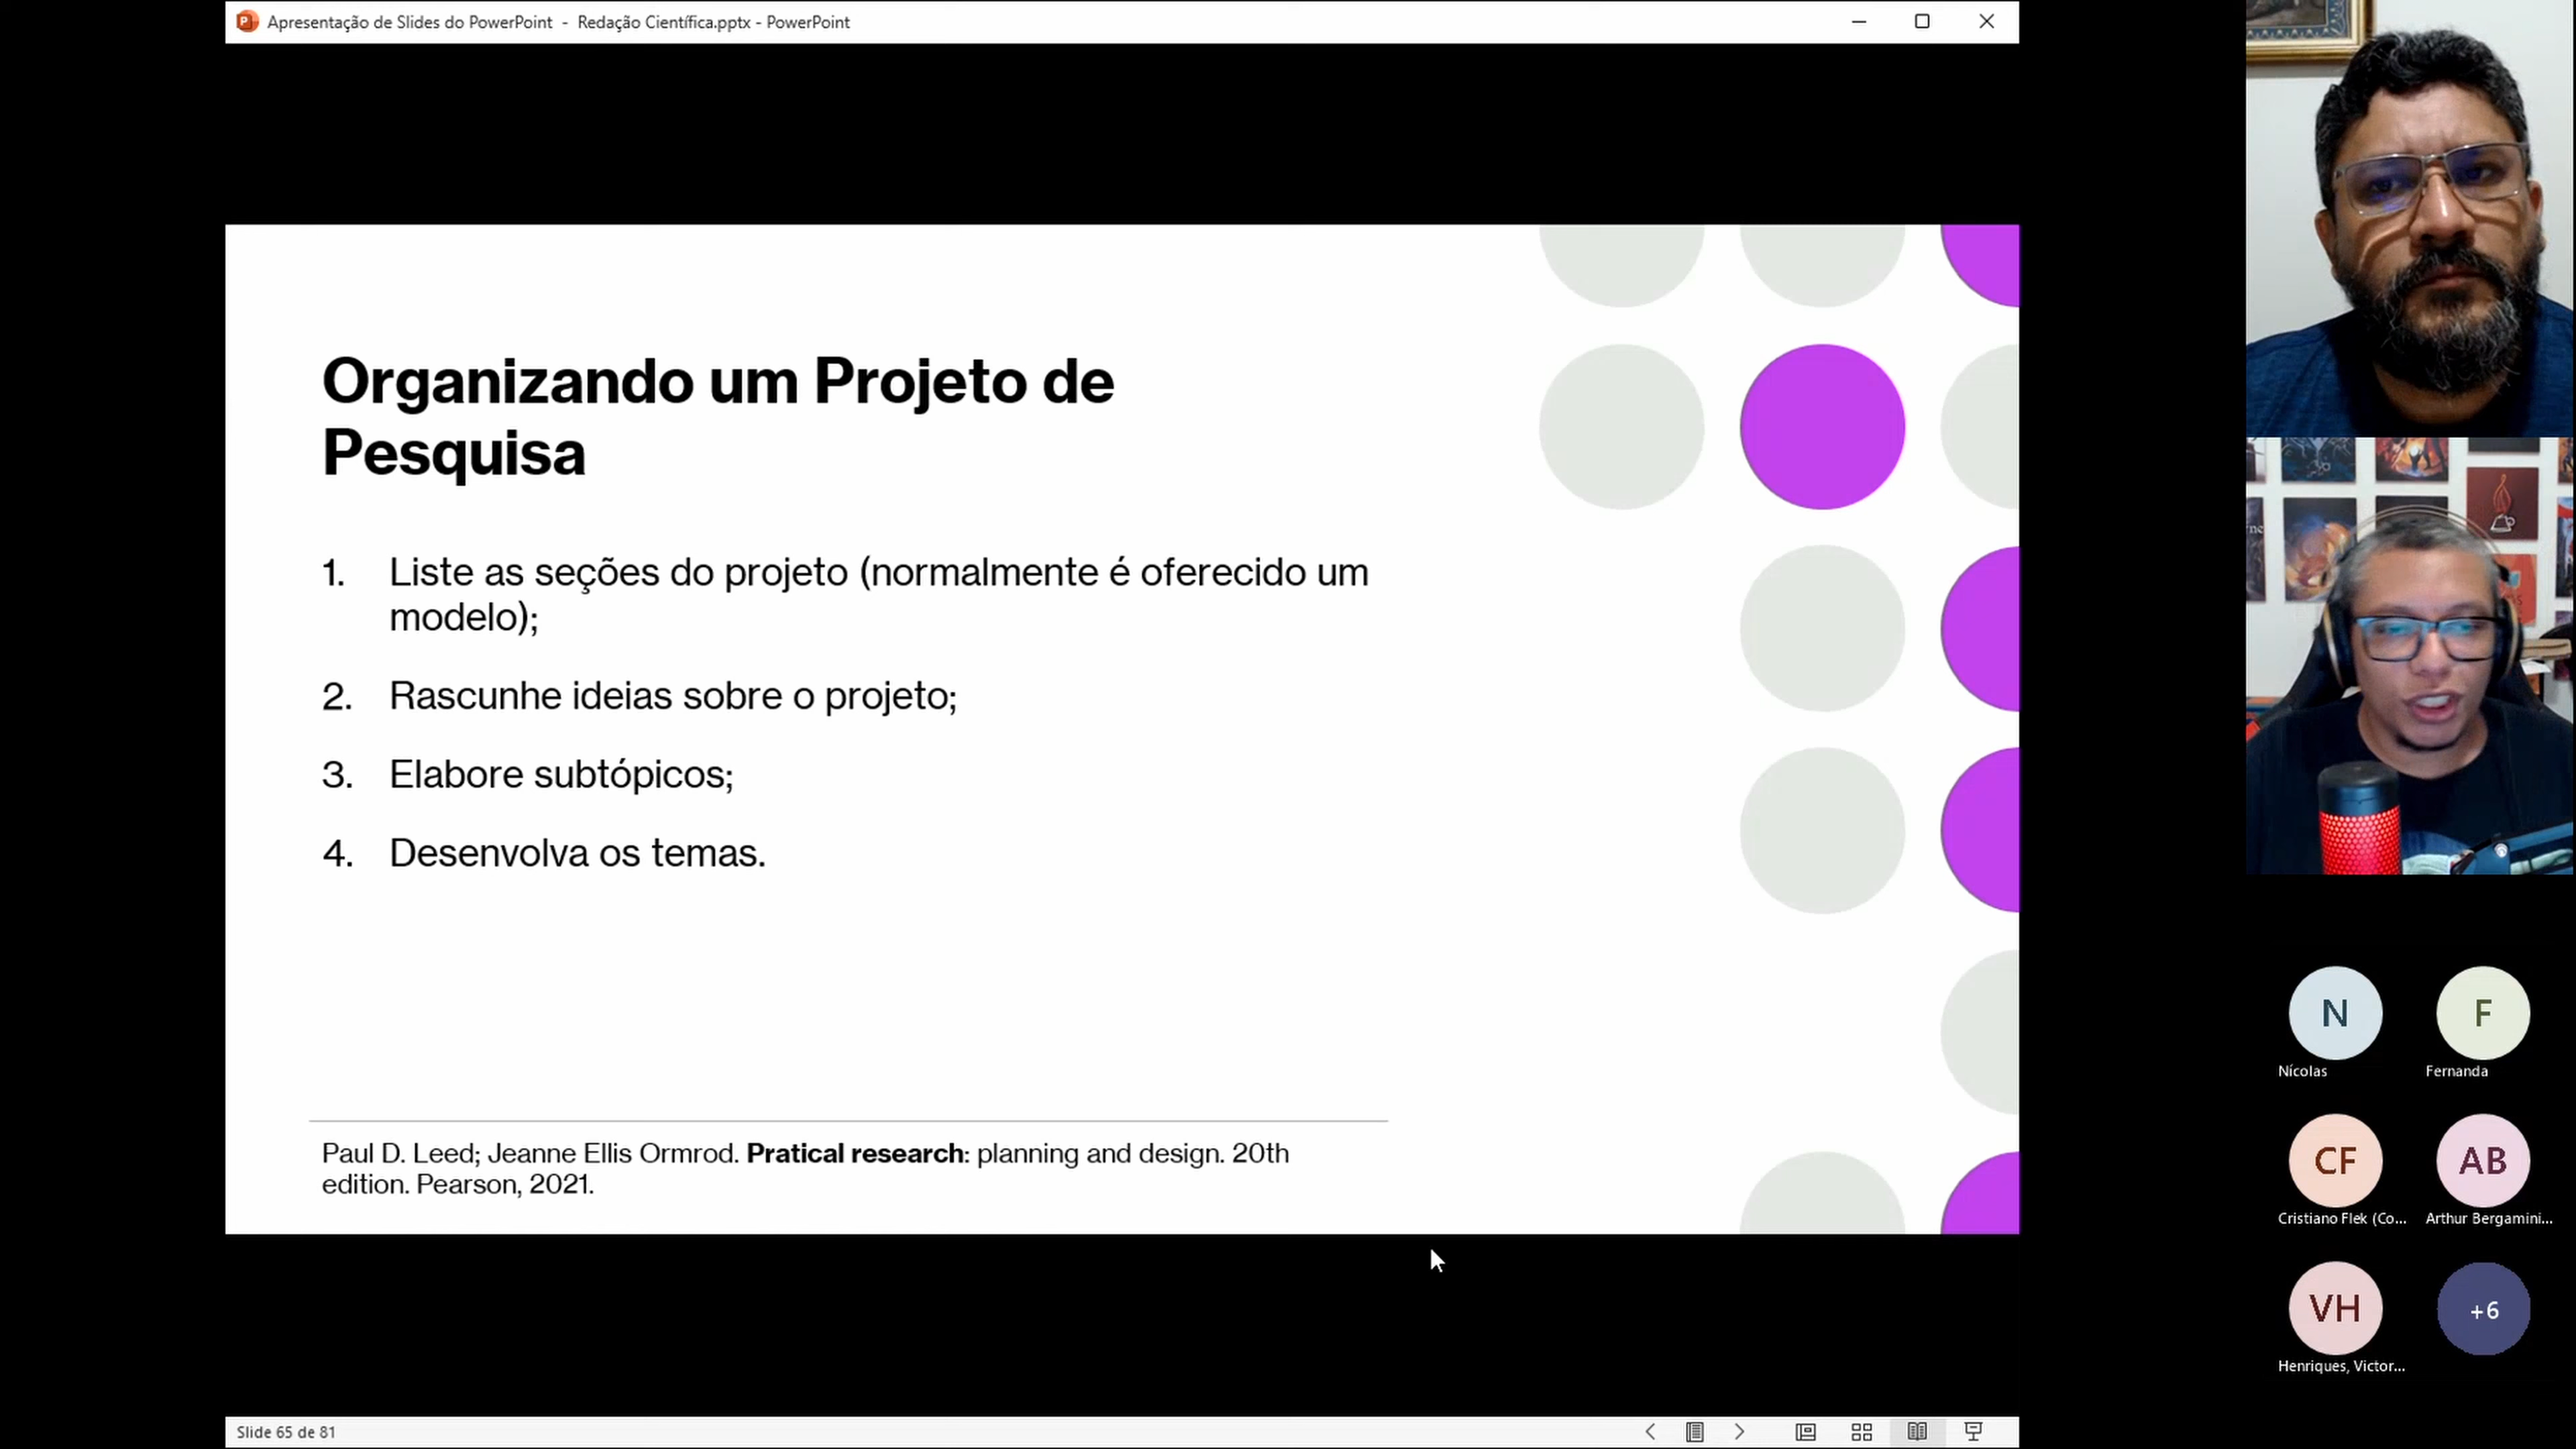 Apresentação de Slides do PowerPoint - Redação Científica.pptx - PowerPoint
Organizando um Projeto de
Pesquisa
1. Liste as seções do projeto (normalmente é oferecido um
modelo);
2. Rascunhe ideias sobre o projeto;
3. Elabore subtópicos;
4. Desenvolva os temas.
Paul D. Leed; Jeanne Ellis Ormrod. Pratical research: planning and design. 20th
edition. Pearson, 2021.
Slide 65 de 81
N
Nícolas
F
Fernanda
CF
Cristiano Flek (Co...
AB
Arthur Bergamini...
VH
Henriques, Victor...
+6